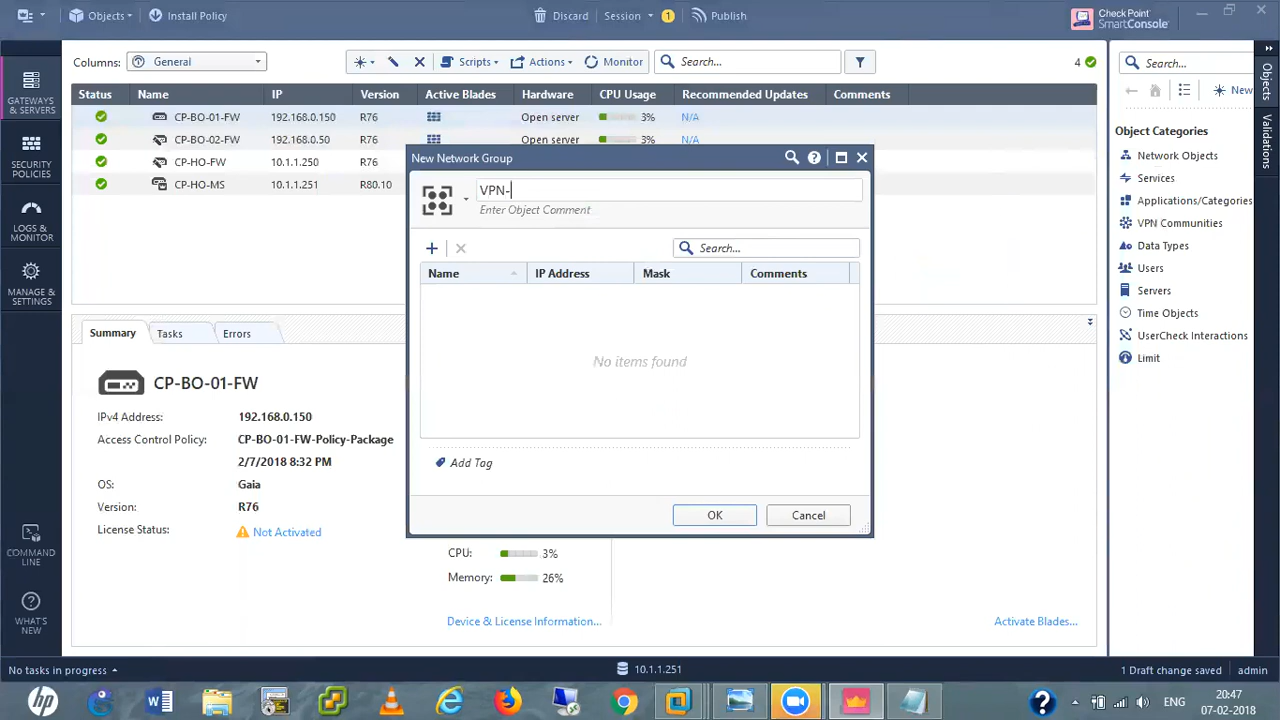 Objects
Install Policy
Discard
Session
1
Publish
Check Point
SmartConsole
GATEWAYS
& SERVERS
SECURITY
POLICIES
LOGS &
MONITOR
MANAGE &
SETTINGS
COMMAND
LINE
WHAT'S
NEW
Columns:
General
Scripts
Actions
Monitor
Search...
4
Status
Name
IP
Version
Active Blades
Hardware
CPU Usage
Recommended Updates
Comments
CP-BO-01-FW 192.168.0.150 R76 Open server 3% N/A
CP-BO-02-FW 192.168.0.50 R76 Open server 3% N/A
CP-HO-FW 10.1.1.250 R76
CP-HO-MS 10.1.1.251 R80.10
New Network Group
VPN-
Enter Object Comment
Search...
Name
IP Address
Mask
Comments
No items found
Add Tag
OK
Cancel
Summary
Tasks
Errors
CP-BO-01-FW
IPv4 Address: 192.168.0.150
Access Control Policy: CP-BO-01-FW-Policy-Package
2/7/2018 8:32 PM
OS: Gaia
Version: R76
License Status: Not Activated
CPU: 3%
Memory: 26%
Device & License Information...
Activate Blades...
Search...
New
Object Categories
Network Objects
Services
Applications/Categories
VPN Communities
Data Types
Users
Servers
Time Objects
UserCheck Interactions
Limit
Objects
Validations
No tasks in progress
10.1.1.251
1 Draft change saved
admin
hp
ENG
20:47
07-02-2018